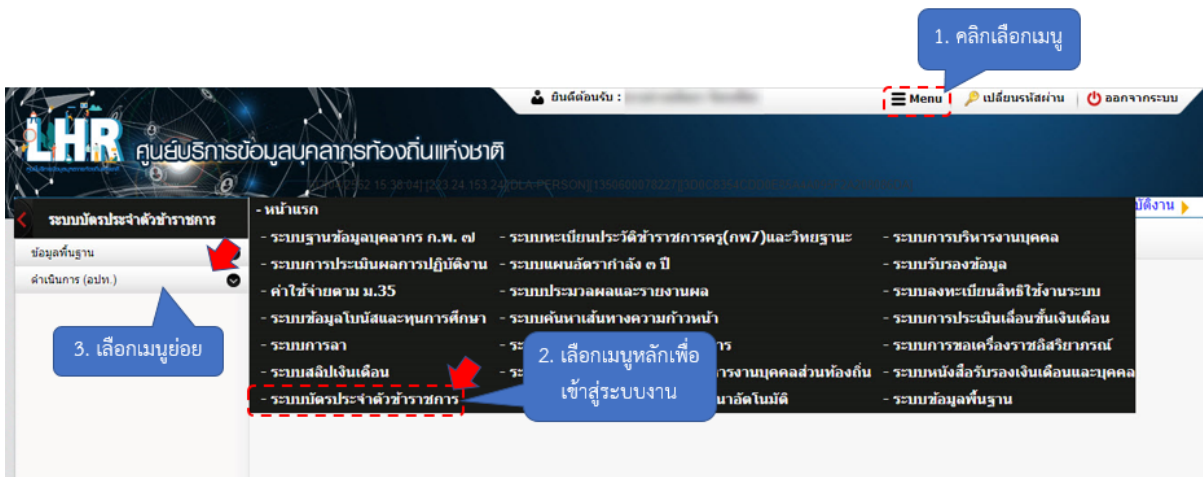 1. คลิกเลือกเมนู
ยินดีต้อนรับ :
Menu
เปลี่ยนรหัสผ่าน
ออกจากระบบ
LHR
ศูนย์บริการข้อมูลบุคลากรท้องถิ่นแห่งชาติ
ระบบบัตรประจำตัวข้าราชการ
ข้อมูลพื้นฐาน
ดำเนินการ (อปท.)
3. เลือกเมนูย่อย
- หน้าแรก
- ระบบฐานข้อมูลบุคลากร ก.พ. ๗ - ระบบทะเบียนประวัติข้าราชการครู(กพ7)และวิทยฐานะ - ระบบการบริหารงานบุคคล
- ระบบการประเมินผลการปฏิบัติงาน - ระบบแผนอัตรากำลัง ๓ ปี - ระบบรับรองข้อมูล
- ค่าใช้จ่ายตาม ม.35 - ระบบประมวลผลและรายงานผล - ระบบลงทะเบียนสิทธิใช้งานระบบ
- ระบบข้อมูลโบนัสและทุนการศึกษา - ระบบค้นหาเส้นทางความก้าวหน้า - ระบบการประเมินเลื่อนขั้นเงินเดือน
- ระบบการลา - ระบบการขอเครื่องราชอิสริยาภรณ์
- ระบบสลิปเงินเดือน ารงานบุคคลส่วนท้องถิ่น - ระบบหนังสือรับรองเงินเดือนและบุคคล
- ระบบบัตรประจำตัวข้าราชการ นาอัตโนมัติ - ระบบข้อมูลพื้นฐาน
2. เลือกเมนูหลักเพื่อ
เข้าสู่ระบบงาน